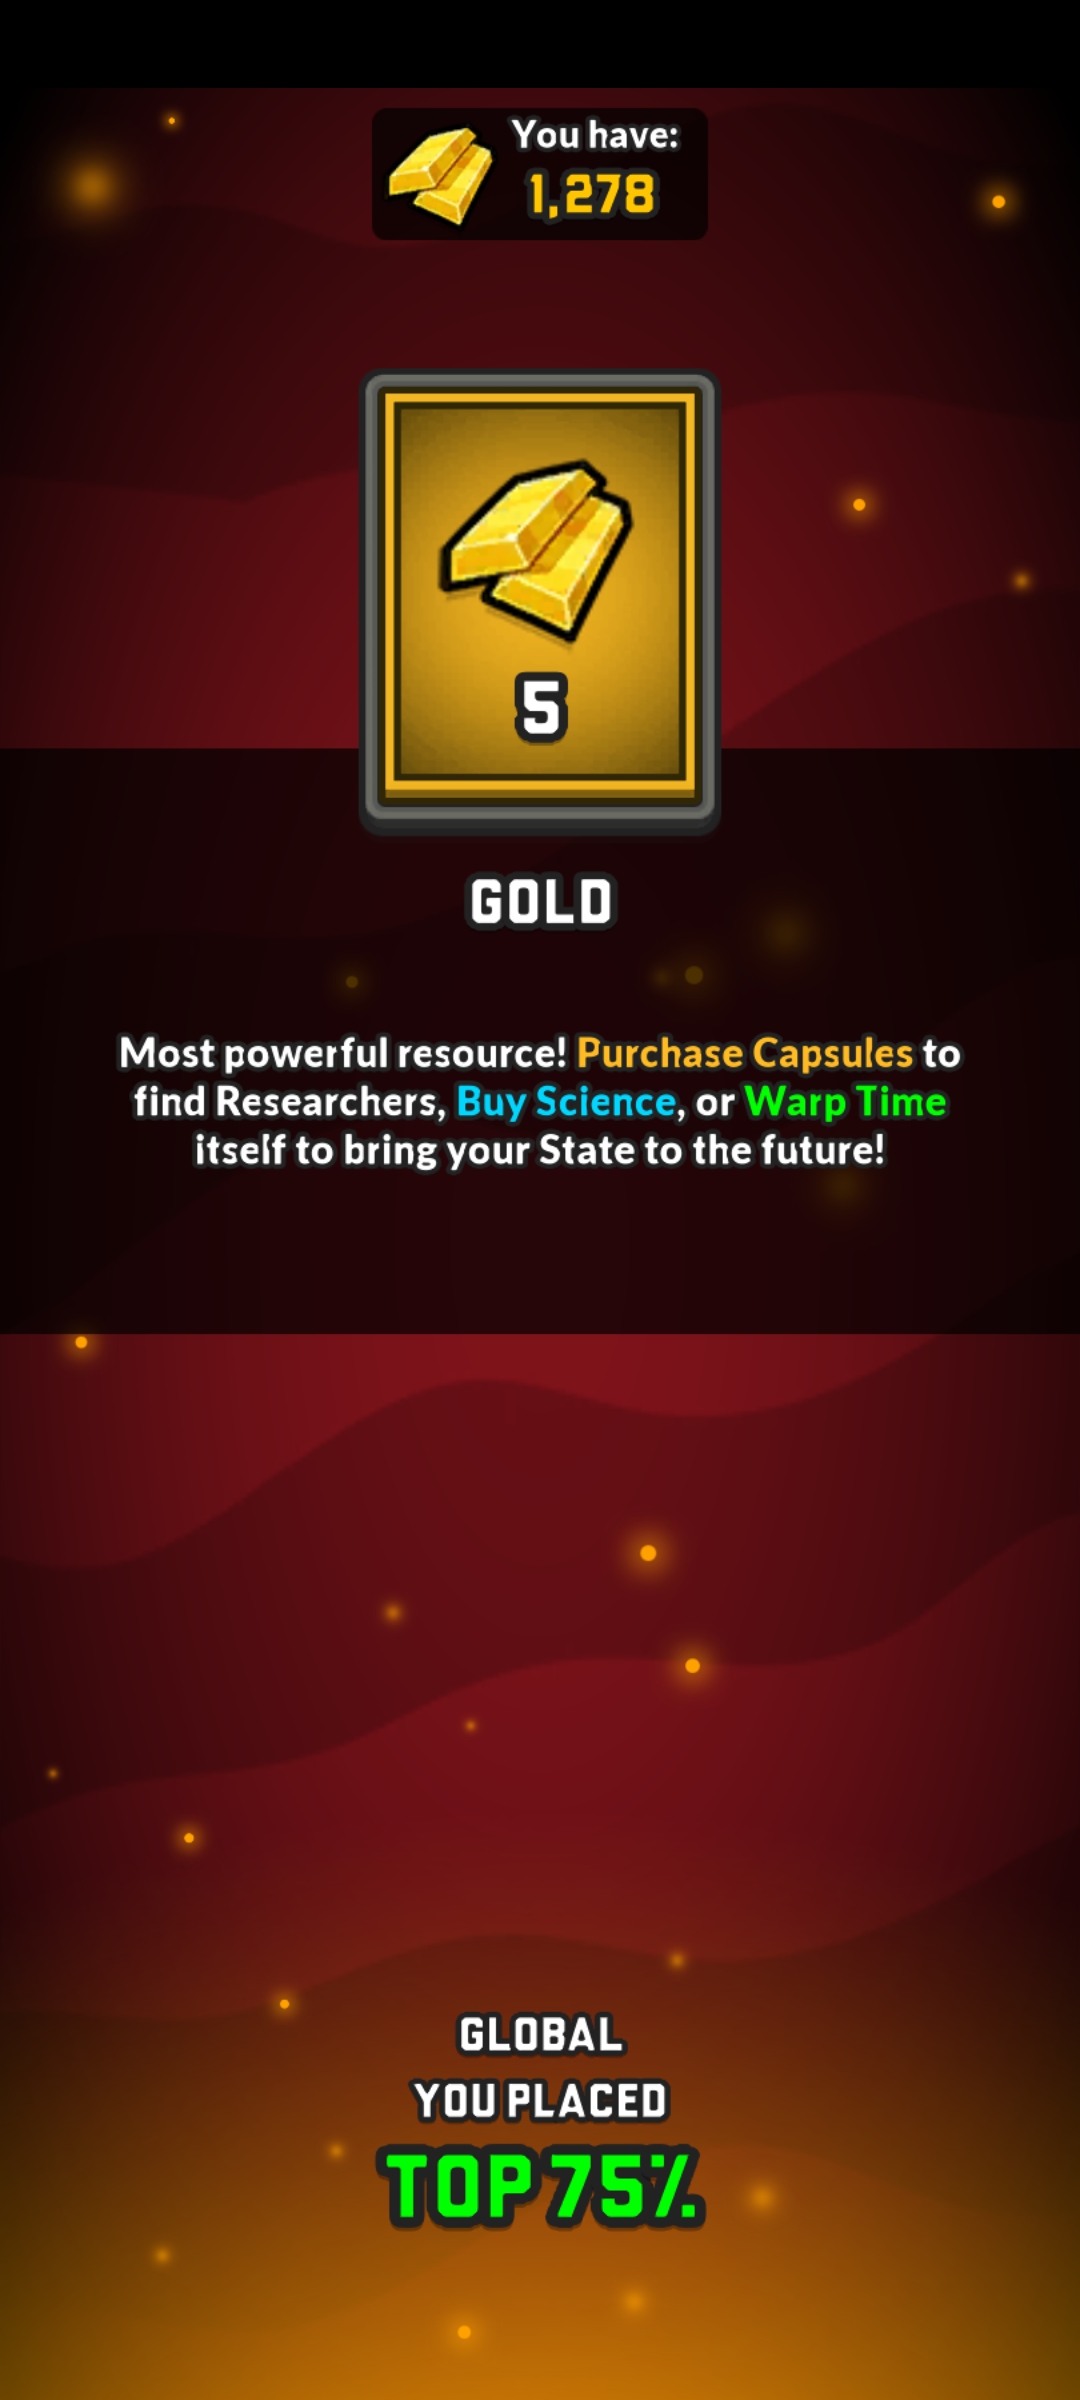 You have:
1,278
5
GOLD
Most powerful resource! Purchase Capsules to
find Researchers, Buy Science, or Warp Time
itself to bring your State to the future!
GLOBAL
YOU PLACED
TOP 75%